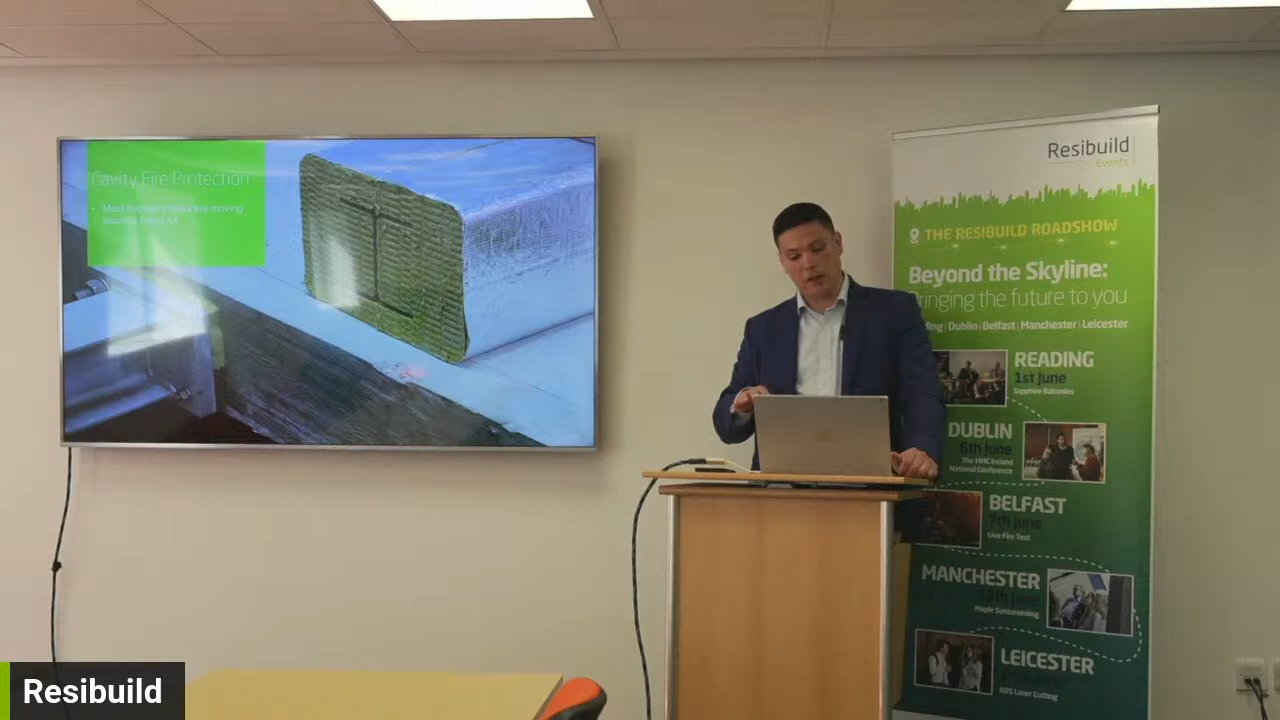 Cavity Fire Protection
Resibuild
Events
THE RESIBUILD ROADSHOW
Beyond the Skyline:
bringing the future to you
Dublin | Belfast | Manchester | Leicester
READING
1st June
Sapphire Balconies
DUBLIN
6th June
The MMC Ireland
National Conference
BELFAST
7th June
Live Fire Test
MANCHESTER
June
Maple Sunscreening
LEICESTER
ADS Laser Cutting
Resibuild